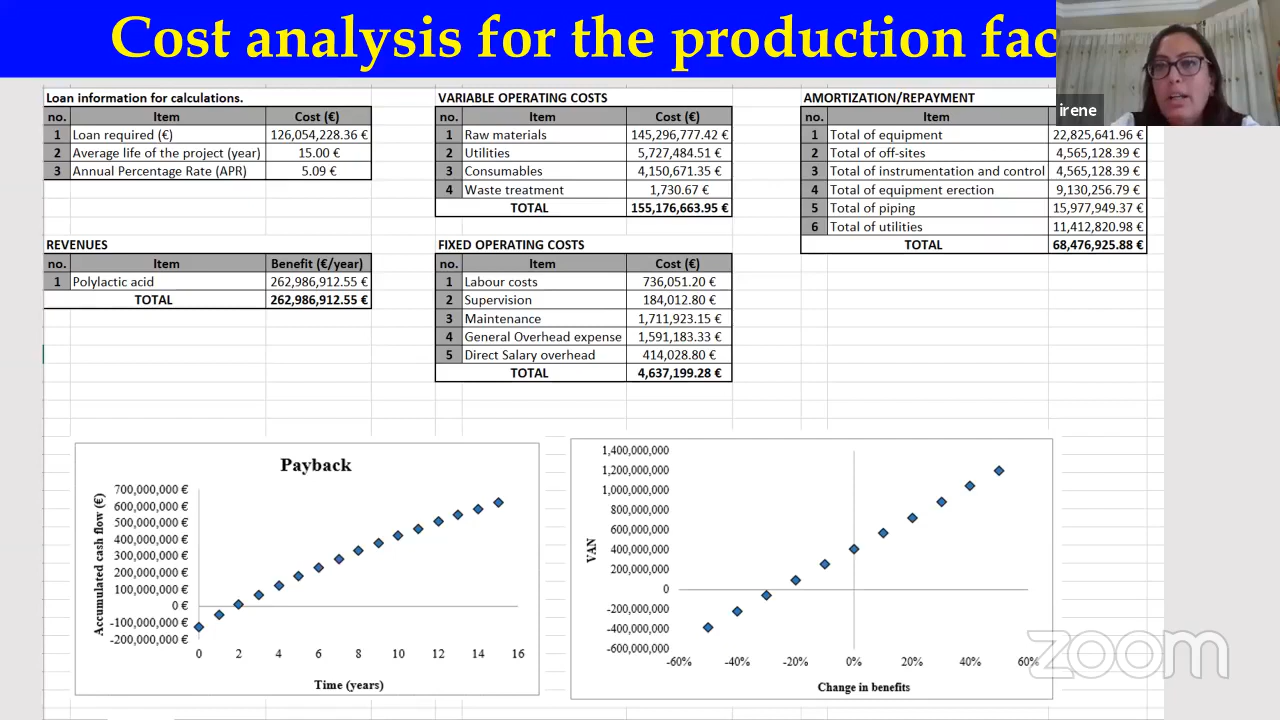 Cost analysis for the production fac
irene
Loan information for calculations.
no. Item Cost (€)
1 Loan required (€) 126,054,228.36 €
2 Average life of the project (year) 15.00 €
3 Annual Percentage Rate (APR) 5.09 €
REVENUES
no. Item Benefit (€/year)
1 Polylactic acid 262,986,912.55 €
TOTAL 262,986,912.55 €
VARIABLE OPERATING COSTS
no. Item Cost (€)
1 Raw materials 145,296,777.42 €
2 Utilities 5,727,484.51 €
3 Consumables 4,150,671.35 €
4 Waste treatment 1,730.67 €
TOTAL 155,176,663.95 €
FIXED OPERATING COSTS
no. Item Cost (€)
1 Labour costs 736,051.20 €
2 Supervision 184,012.80 €
3 Maintenance 1,711,923.15 €
4 General Overhead expense 1,591,183.33 €
5 Direct Salary overhead 414,028.80 €
TOTAL 4,637,199.28 €
AMORTIZATION/REPAYMENT
no. Item
1 Total of equipment 22,825,641.96 €
2 Total of off-sites 4,565,128.39 €
3 Total of instrumentation and control 4,565,128.39 €
4 Total of equipment erection 9,130,256.79 €
5 Total of piping 15,977,949.37 €
6 Total of utilities 11,412,820.98 €
TOTAL 68,476,925.88 €
Payback
Accumulated cash flow (€)
700,000,000 €
600,000,000 €
500,000,000 €
400,000,000 €
300,000,000 €
200,000,000 €
100,000,000 €
0 €
-100,000,000 €
-200,000,000 €
0 2 4 6 8 10 12 14 16
Time (years)
VAN
1,400,000,000
1,200,000,000
1,000,000,000
800,000,000
600,000,000
400,000,000
200,000,000
0
-200,000,000
-400,000,000
-600,000,000
-60% -40% -20% 0% 20% 40% 60%
Change in benefits
zoom